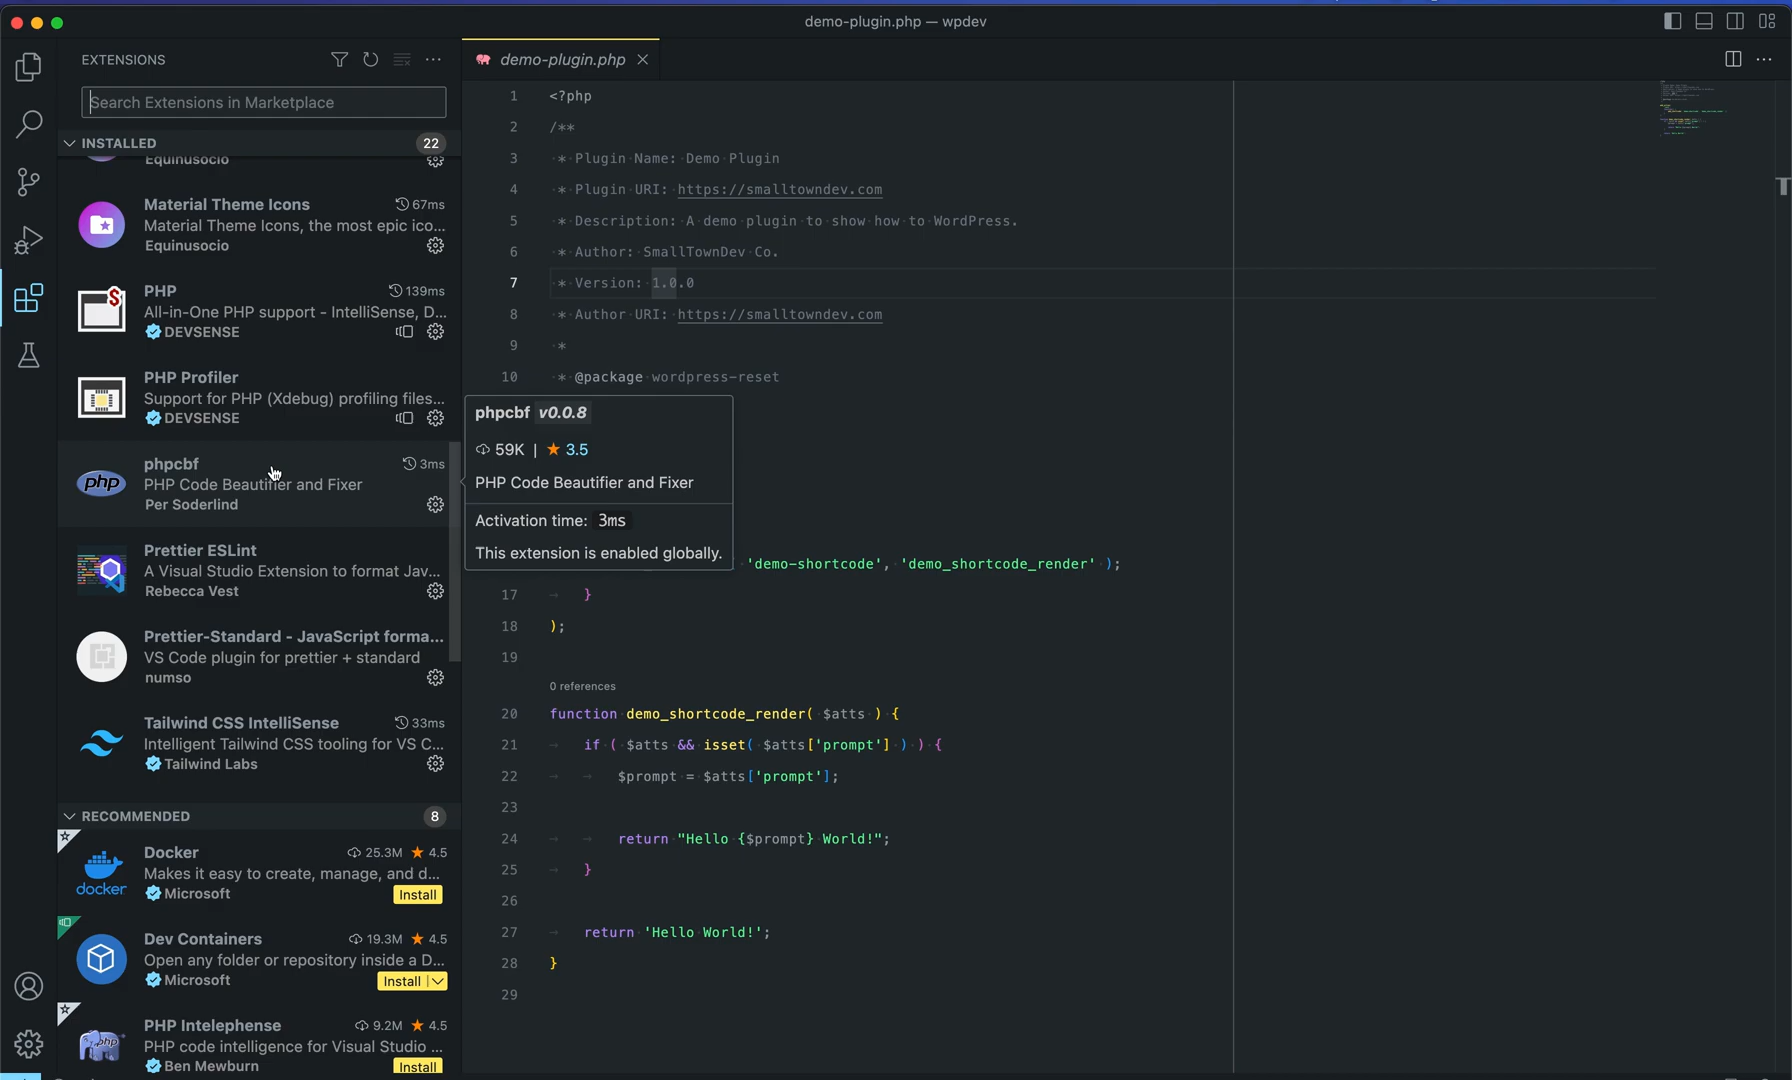 demo-plugin.php — wpdev
EXTENSIONS
Search Extensions in Marketplace
INSTALLED 22
Equinusocio
Material Theme Icons 67ms
Material Theme Icons, the most epic ico...
Equinusocio
PHP 139ms
All-in-One PHP support - IntelliSense, D...
DEVSENSE
PHP Profiler
Support for PHP (Xdebug) profiling files...
DEVSENSE
php
phpcbf 3ms
PHP Code Beautifier and Fixer
Per Soderlind
Prettier ESLint
A Visual Studio Extension to format Jav...
Rebecca Vest
Prettier-Standard - JavaScript forma...
VS Code plugin for prettier + standard
numso
Tailwind CSS IntelliSense 33ms
Intelligent Tailwind CSS tooling for VS C...
Tailwind Labs
RECOMMENDED 8
docker
Docker 25.3M ★ 4.5
Makes it easy to create, manage, and d...
Microsoft Install
Dev Containers 19.3M ★ 4.5
Open any folder or repository inside a D...
Microsoft Install
php
PHP Intelephense 9.2M ★ 4.5
PHP code intelligence for Visual Studio ...
Ben Mewburn Install
demo-plugin.php
1 <?php
2 /**
3 * Plugin Name: Demo Plugin
4 * Plugin URI: https://smalltowndev.com
5 * Description: A demo plugin to show how to WordPress.
6 * Author: SmallTownDev Co.
7 * Version: 1.0.0
8 * Author URI: https://smalltowndev.com
9 *
10 * @package wordpress-reset
phpcbf v0.0.8
59K | ★ 3.5
PHP Code Beautifier and Fixer
Activation time: 3ms
This extension is enabled globally.
'demo-shortcode', 'demo_shortcode_render' );
17 }
18 );
19
0 references
20 function demo_shortcode_render( $atts ) {
21 if ( $atts && isset( $atts['prompt'] ) ) {
22 $prompt = $atts['prompt'];
23
24 return "Hello {$prompt} World!";
25 }
26
27 return 'Hello World!';
28 }
29